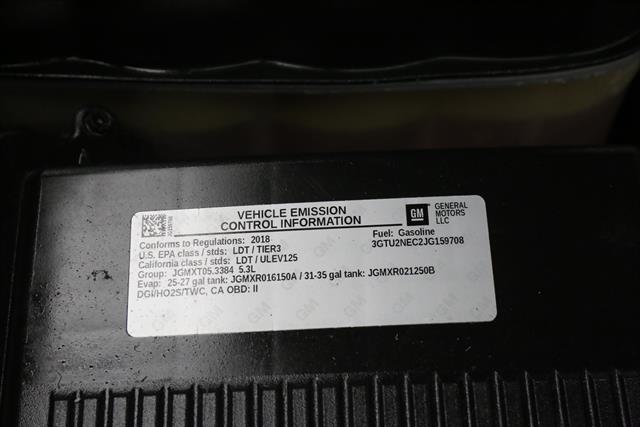 VEHICLE EMISSION
CONTROL INFORMATION
GM
GENERAL
MOTORS
LLC
Conforms to Regulations: 2018
Fuel: Gasoline
U.S. EPA class / stds: LDT / TIER3
3GTU2NEC2JG159708
California class / stds: LDT / ULEV125
Group: JGMXT05.3384 5.3L
Evap: 25-27 gal tank: JGMXR016150A / 31-35 gal tank: JGMXR021250B
DGI/HO2S/TWC, CA OBD: II